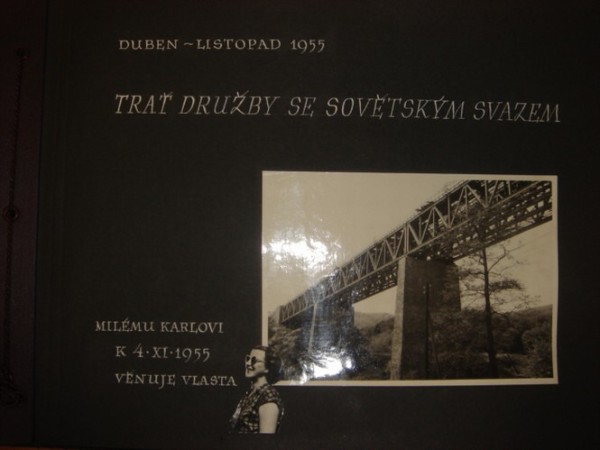 DUBEN ~ LISTOPAD 1955
TRAŤ DRUŽBY SE SOVĚTSKÝM SVAZEM
MILÉMU KARLOVI
K 4·XI·1955
VĚNUJE VLASTA